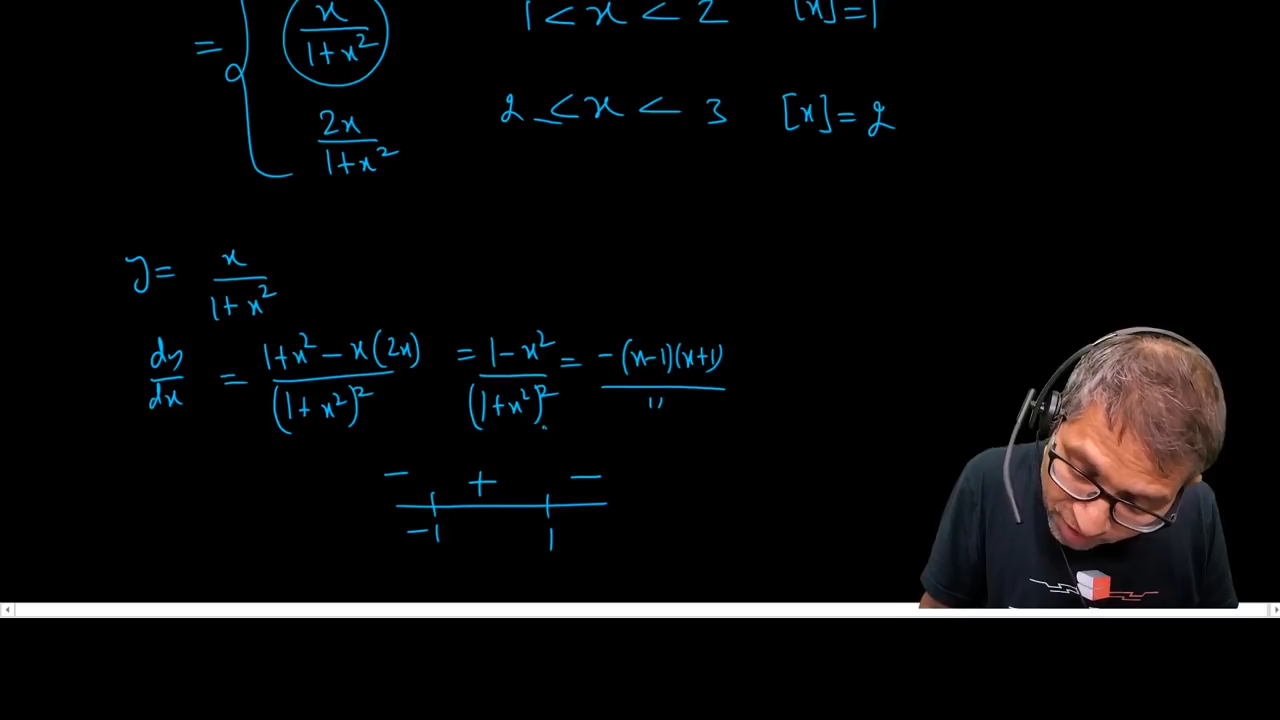 = { x/(1+x²)    1 < x < 2    [x]=1
2x/(1+x²)    2 ≤ x < 3    [x]=2
y = x/(1+x²)
dy/dx = (1+x²-x(2x))/(1+x²)² = (1-x²)/(1+x²)² = -(x-1)(x+1)/"
- + -
-1 1